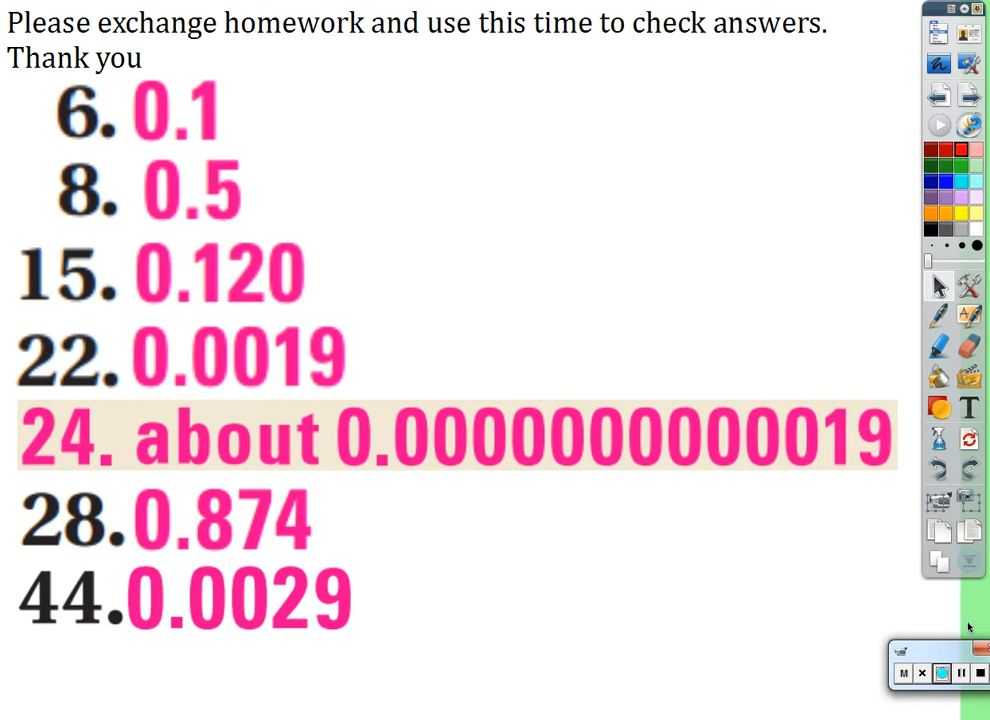 Please exchange homework and use this time to check answers.
Thank you
6. 0.1
8. 0.5
15. 0.120
22. 0.0019
24. about 0.0000000000019
28. 0.874
44. 0.0029
T
M